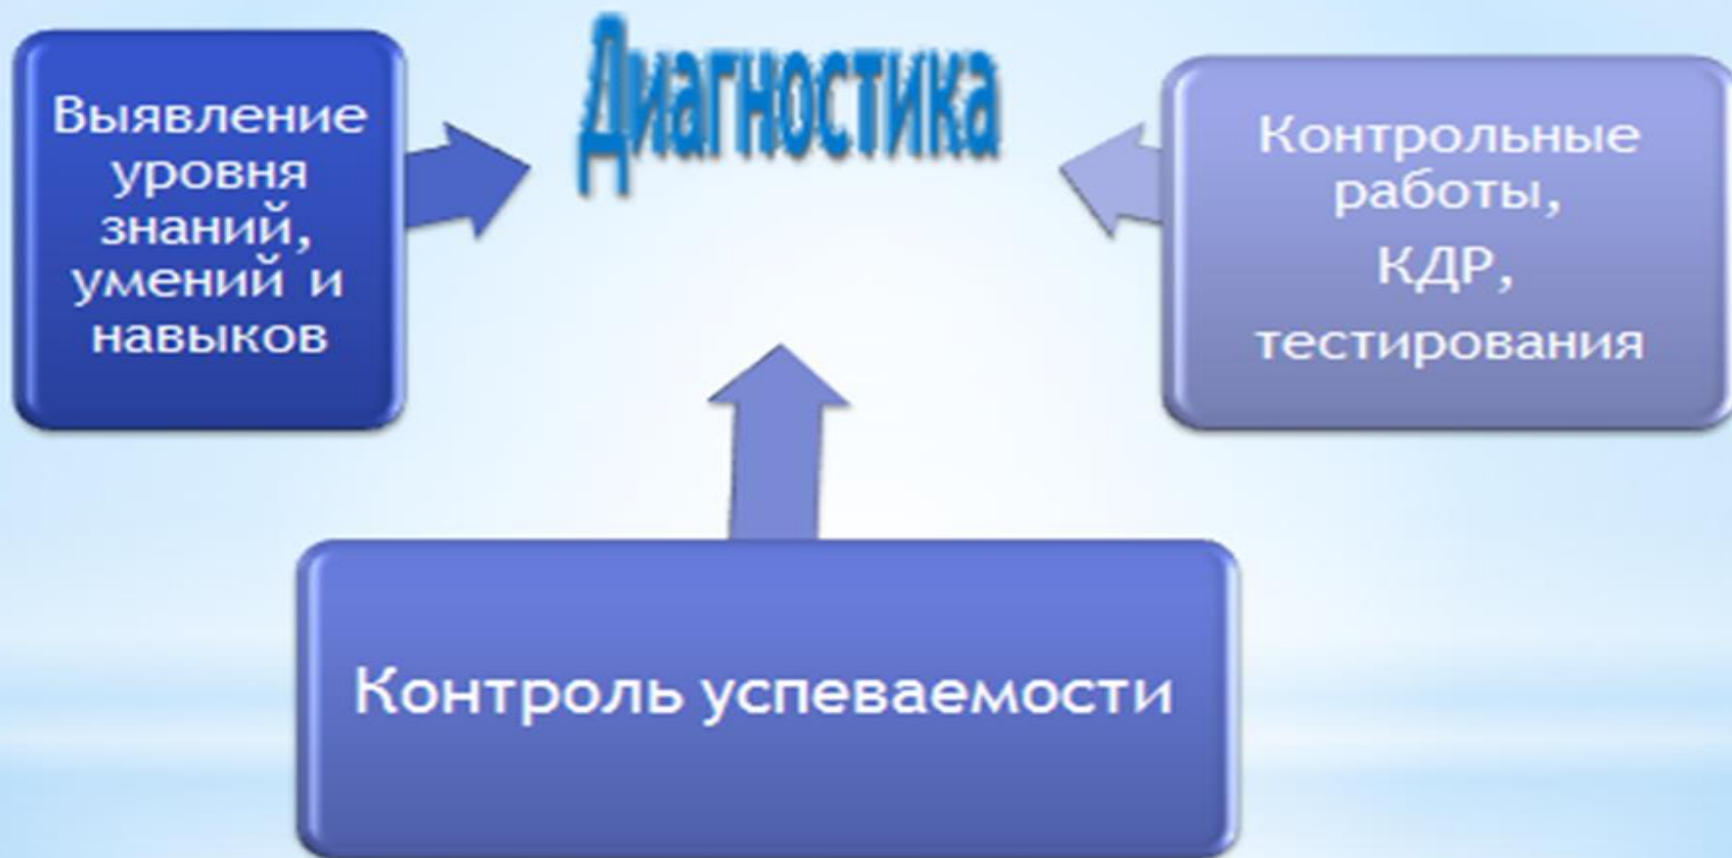 Диагностика
Выявление
уровня
знаний,
умений и
навыков
Контрольные
работы,
КДР,
тестирования
Контроль успеваемости